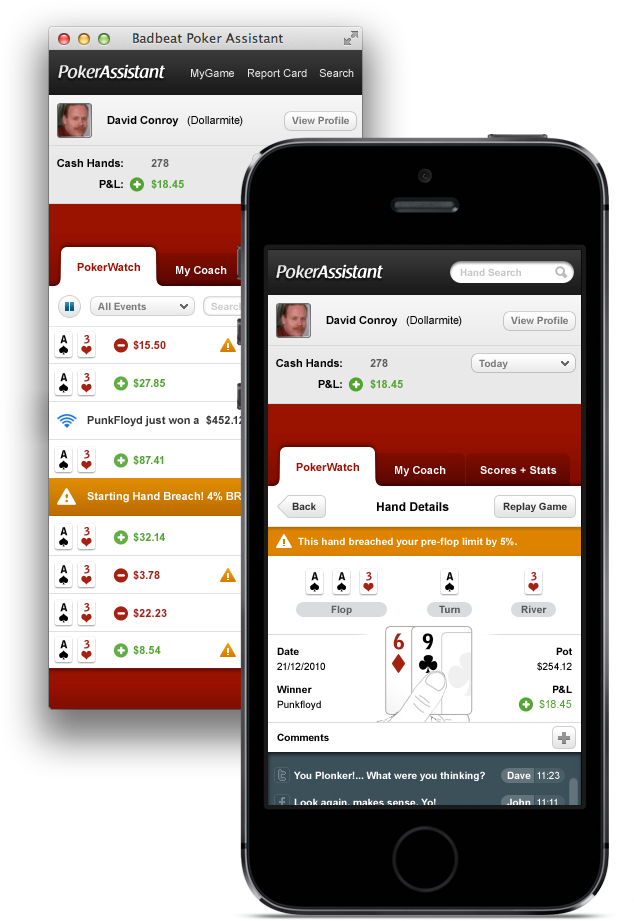 Badbeat Poker Assistant
PokerAssistant
MyGame Report Card Search
David Conroy (Dollarmite)
View Profile
Cash Hands: 278
P&L: $18.45
PokerWatch
My Coach
All Events
Search
A 3 $15.50
A 3 $27.85
PunkFloyd just won a $452.12
A 3 $87.41
Starting Hand Breach! 4% BR
A 3 $32.14
A 3 $3.78
A 3 $22.23
A 3 $8.54
PokerAssistant
Hand Search
David Conroy (Dollarmite)
View Profile
Cash Hands: 278
Today
P&L: $18.45
PokerWatch
My Coach
Scores + Stats
Back
Hand Details
Replay Game
This hand breached your pre-flop limit by 5%.
A A 3 A 3
Flop Turn River
6 9
Date
21/12/2010
Pot
$254.12
Winner
Punkfloyd
P&L
$18.45
Comments
You Plonker!... What were you thinking? Dave 11:23
Look again, makes sense, Yo! John 11:11